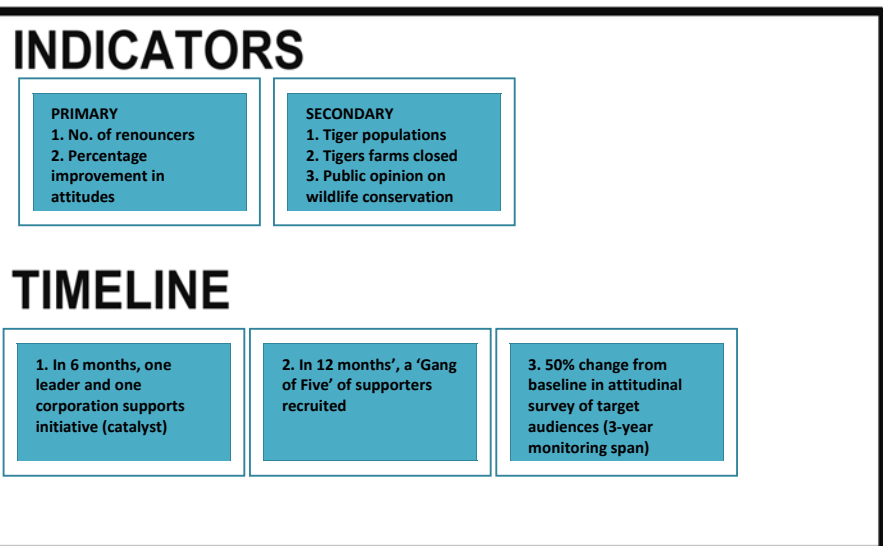 INDICATORS
PRIMARY
1. No. of renouncers
2. Percentage
improvement in
attitudes
SECONDARY
1. Tiger populations
2. Tigers farms closed
3. Public opinion on
wildlife conservation
TIMELINE
1. In 6 months, one
leader and one
corporation supports
initiative (catalyst)
2. In 12 months’, a ‘Gang
of Five’ of supporters
recruited
3. 50% change from
baseline in attitudinal
survey of target
audiences (3-year
monitoring span)